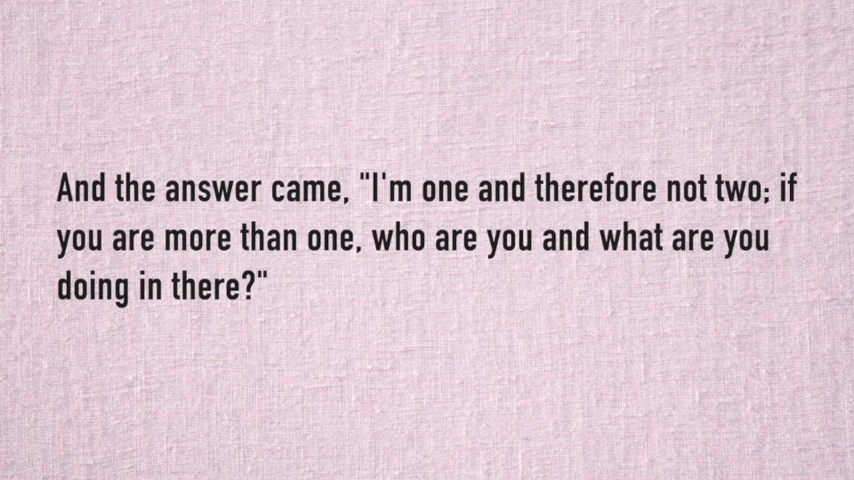 And the answer came, "I'm one and therefore not two; if
you are more than one, who are you and what are you
doing in there?"